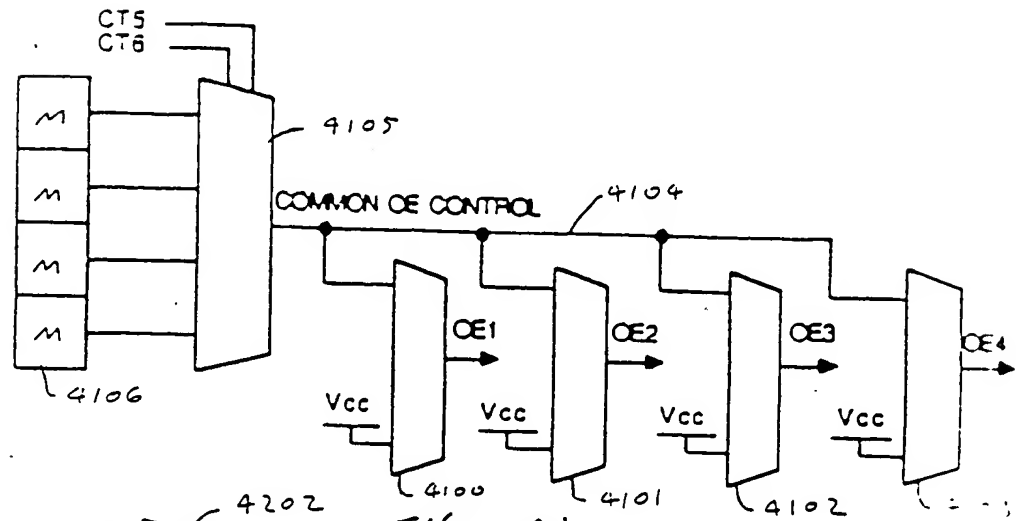 CT5
CT6
M
M
M
M
4105
4106
COMMON OE CONTROL
4104
OE1
OE2
OE3
OE4
Vcc
Vcc
Vcc
Vcc
4100
4101
4102
4202